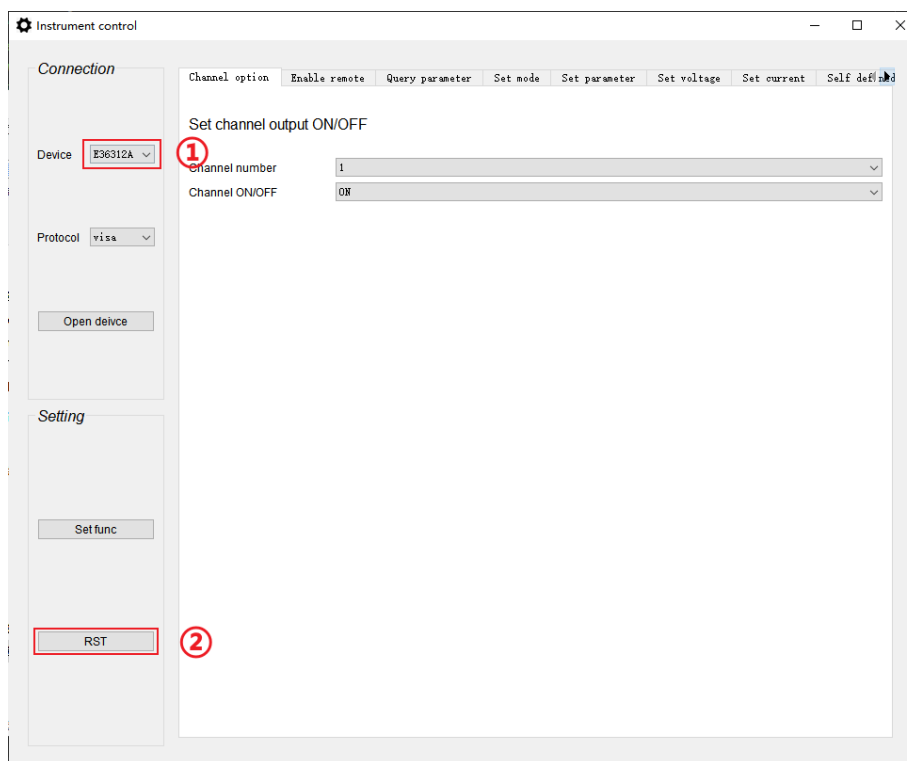 Instrument control
Connection
Channel option Enable remote Query parameter Set mode Set parameter Set voltage Set current Self defined
Set channel output ON/OFF
Device E36312A ①
Channel number 1
Channel ON/OFF ON
Protocol visa
Open deivce
Setting
Set func
RST ②